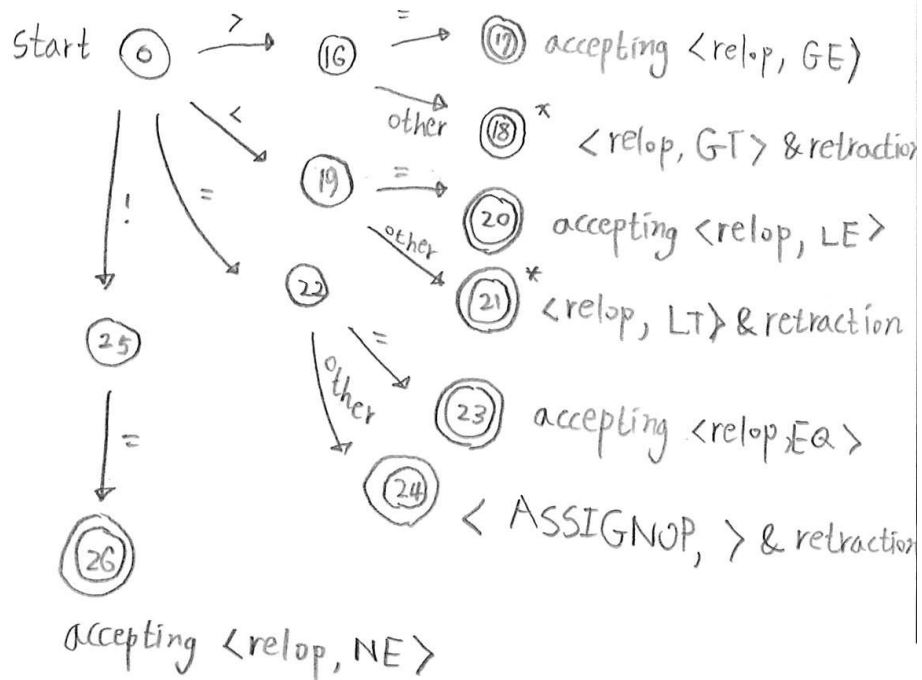 start 0 > 16 = 17 accepting <relop, GE>
other 18 * <relop, GT> & retraction
< 19 = 20 accepting <relop, LE>
other 21 * <relop, LT> & retraction
= 22 = 23 accepting <relop, EQ>
other 24 < ASSIGNOP, > & retraction
! 25
=
26
accepting <relop, NE>